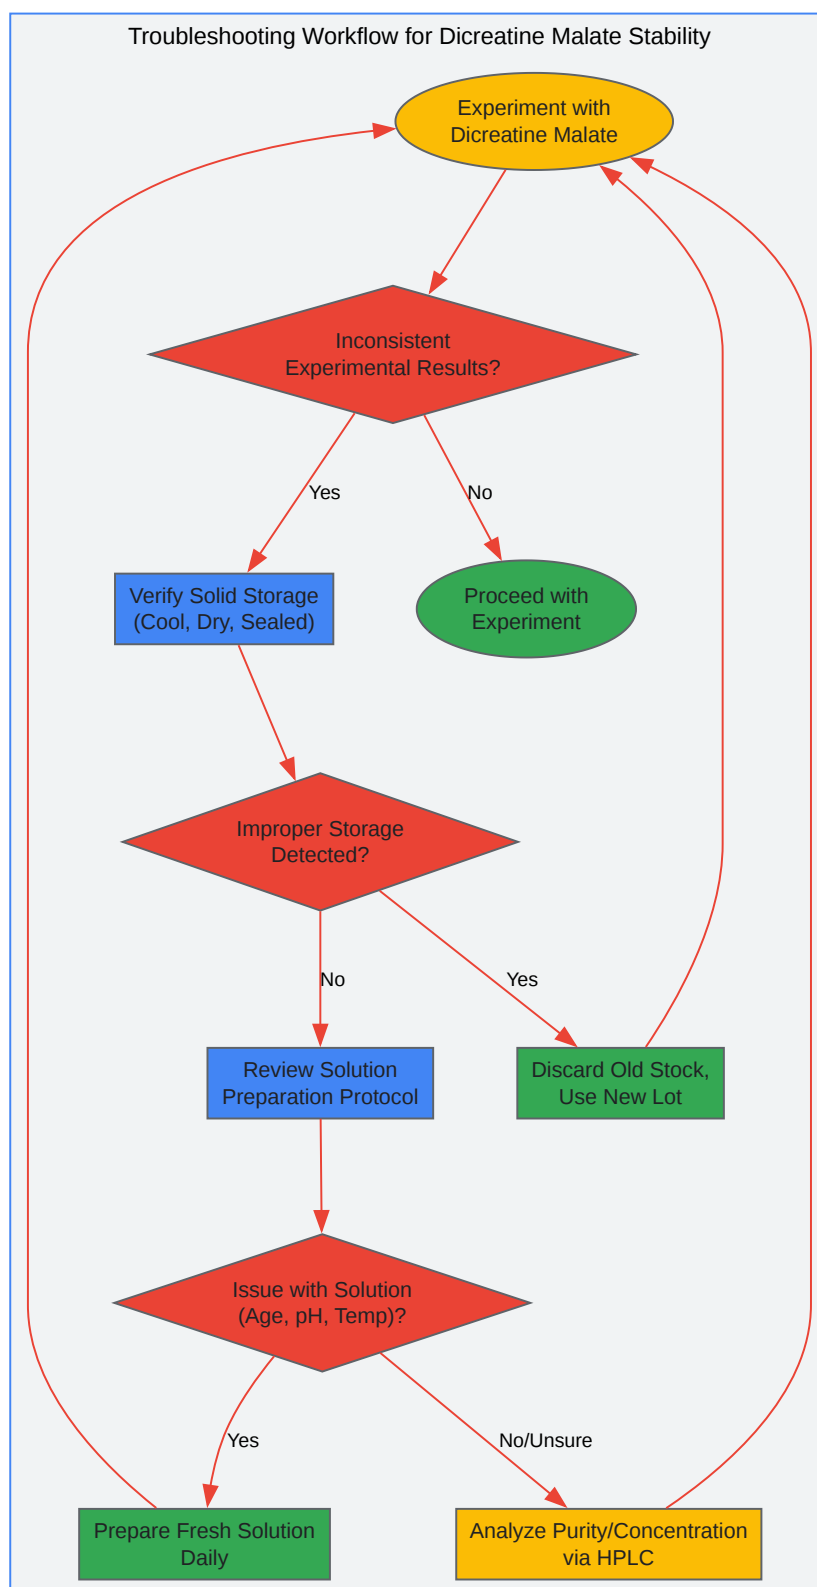 Troubleshooting Workflow for Dicreatine Malate Stability
Experiment with
Dicreatine Malate
Inconsistent
Experimental Results?
Yes
No
Verify Solid Storage
(Cool, Dry, Sealed)
Proceed with
Experiment
Improper Storage
Detected?
No
Yes
Review Solution
Preparation Protocol
Discard Old Stock,
Use New Lot
Issue with Solution
(Age, pH, Temp)?
Yes
No/Unsure
Prepare Fresh Solution
Daily
Analyze Purity/Concentration
via HPLC